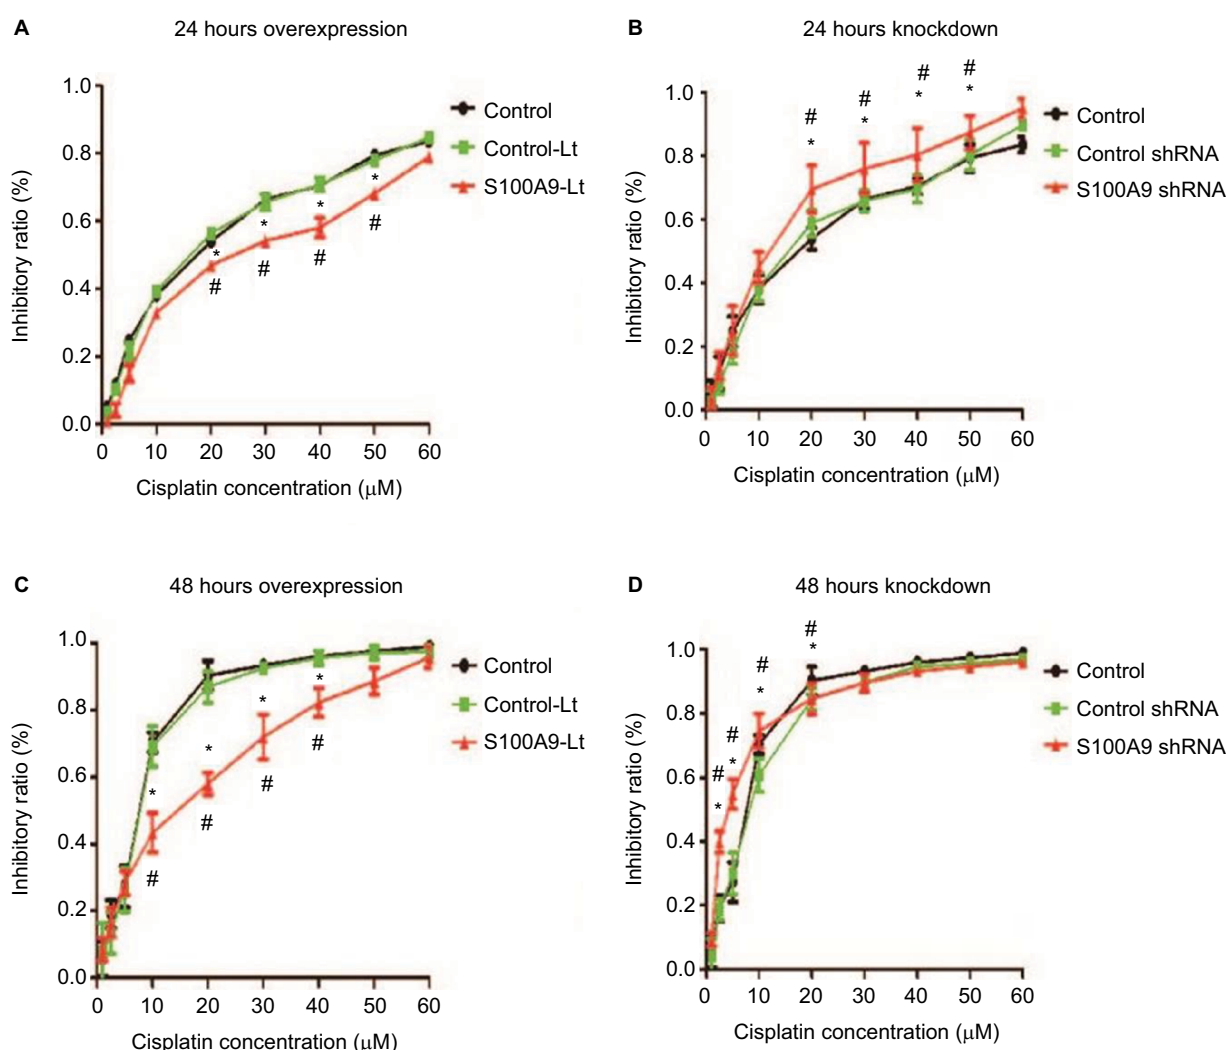 A
24 hours overexpression
Inhibitory ratio (%)
1.0
0.8
0.6
0.4
0.2
0.0
* * * *
# # # #
0 10 20 30 40 50 60
Cisplatin concentration (μM)
Control
Control-Lt
S100A9-Lt
B
24 hours knockdown
Inhibitory ratio (%)
1.0
0.8
0.6
0.4
0.2
0.0
# # # #
* * * *
0 10 20 30 40 50 60
Cisplatin concentration (μM)
Control
Control shRNA
S100A9 shRNA
C
48 hours overexpression
Inhibitory ratio (%)
1.0
0.8
0.6
0.4
0.2
0.0
* * * *
# # # #
0 10 20 30 40 50 60
Cisplatin concentration (μM)
Control
Control-Lt
S100A9-Lt
D
48 hours knockdown
Inhibitory ratio (%)
1.0
0.8
0.6
0.4
0.2
0.0
# # # #
* * * *
0 10 20 30 40 50 60
Cisplatin concentration (μM)
Control
Control shRNA
S100A9 shRNA